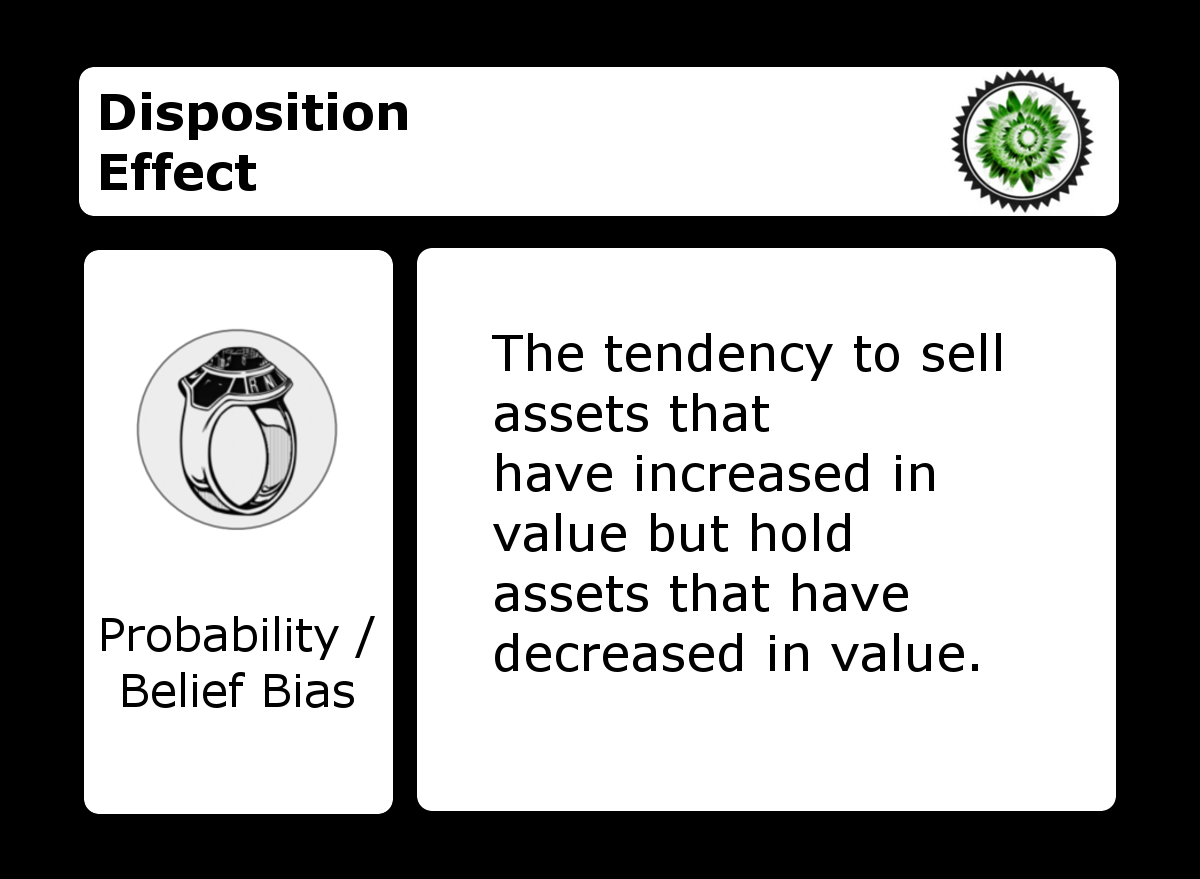 Disposition
Effect
Probability /
Belief Bias
The tendency to sell
assets that
have increased in
value but hold
assets that have
decreased in value.